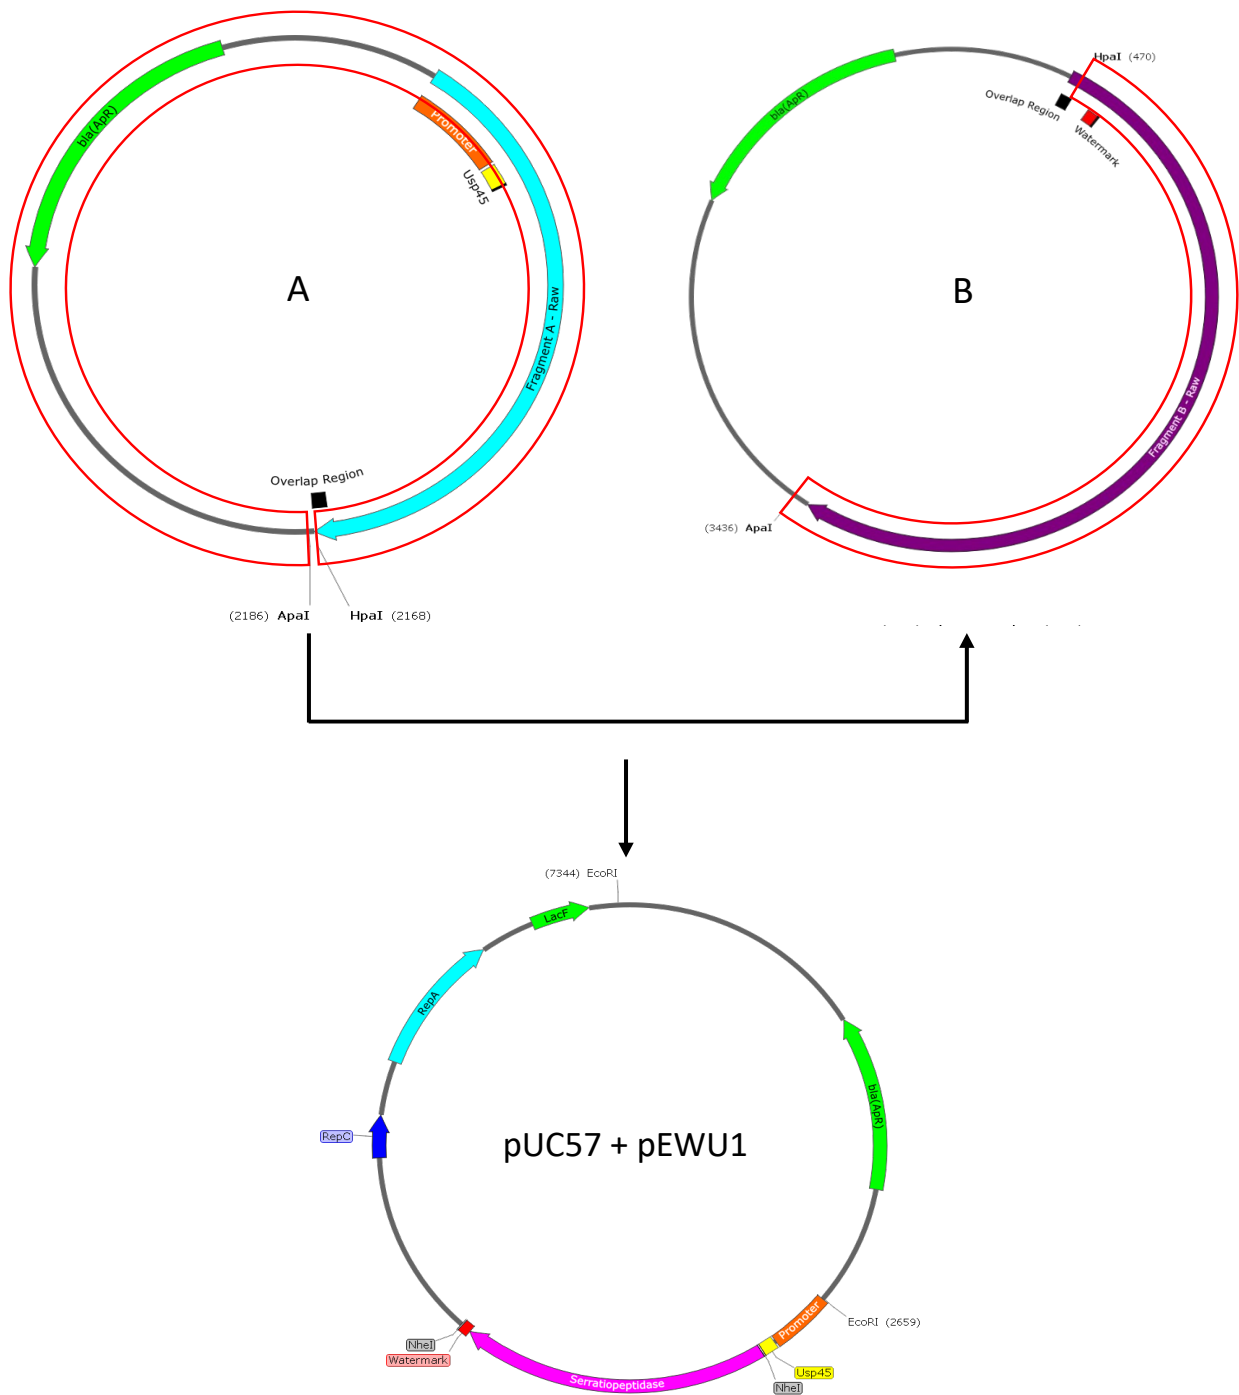 bla(ApR)
Promoter
Usp45
A
Fragment A - Raw
Overlap Region
(2186) ApaI
HpaI (2168)
HpaI (470)
bla(ApR)
Overlap Region
Watermark
B
Fragment B - Raw
(3436) ApaI
(7344) EcoRI
LacF
RepA
bla(ApR)
RepC
pUC57 + pEWU1
Promoter
EcoRI (2659)
NheI
Watermark
Usp45
Serratiopeptidase
NheI